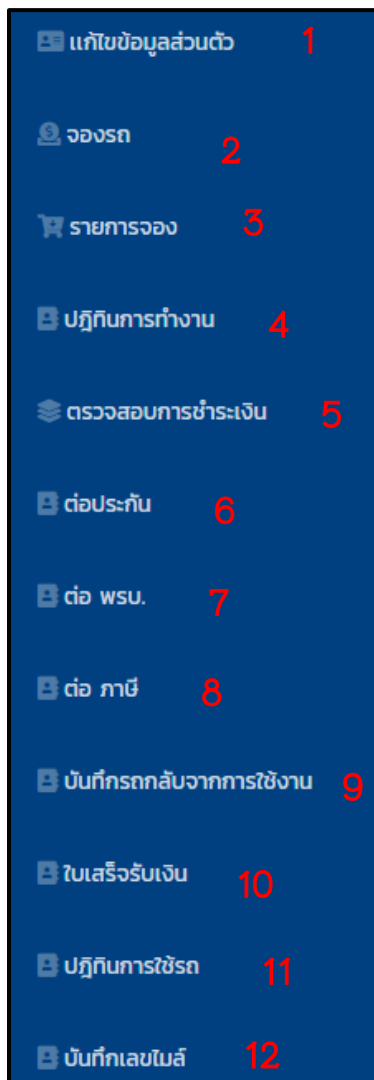 แก้ไขข้อมูลส่วนตัว 1
จองรถ 2
รายการจอง 3
ปฎิทินการทำงาน 4
ตรวจสอบการชำระเงิน 5
ต่อประกัน 6
ต่อ พรบ. 7
ต่อ ภาษี 8
บันทึกรถกลับจากการใช้งาน 9
ใบเสร็จรับเงิน 10
ปฎิทินการใช้รถ 11
บันทึกเลขไมล์ 12